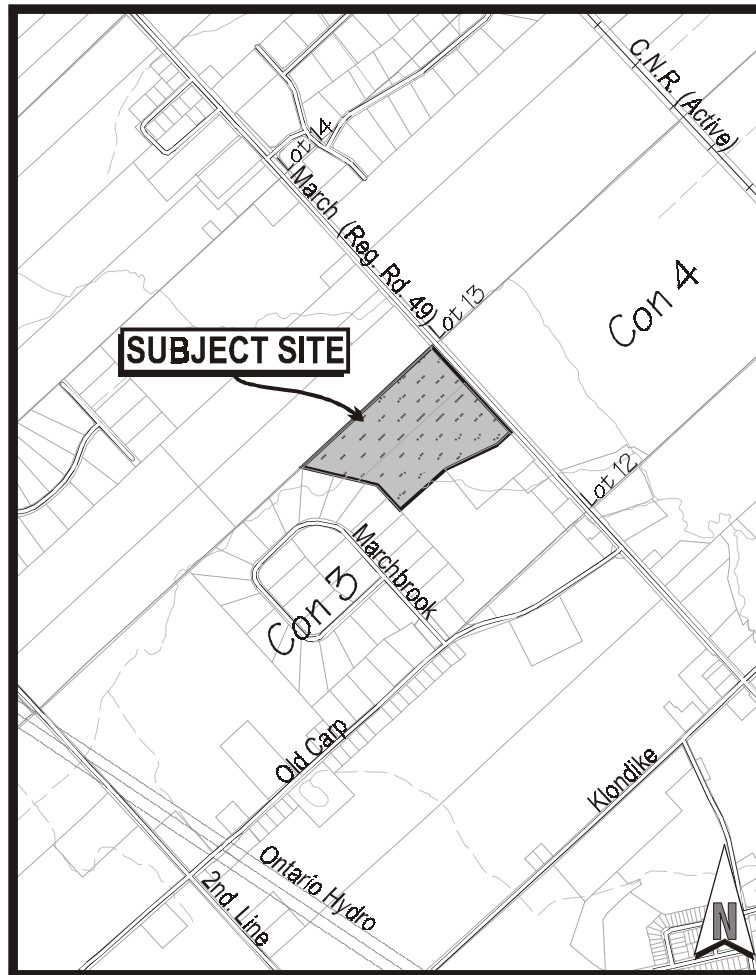 C.N.R. (Active)
Lot 14
March (Reg. Rd. 49)
Lot 13
Con 4
SUBJECT SITE
Lot 12
Marchbrook
Con 3
Old Carp
Klondike
Ontario Hydro
2nd. Line
N